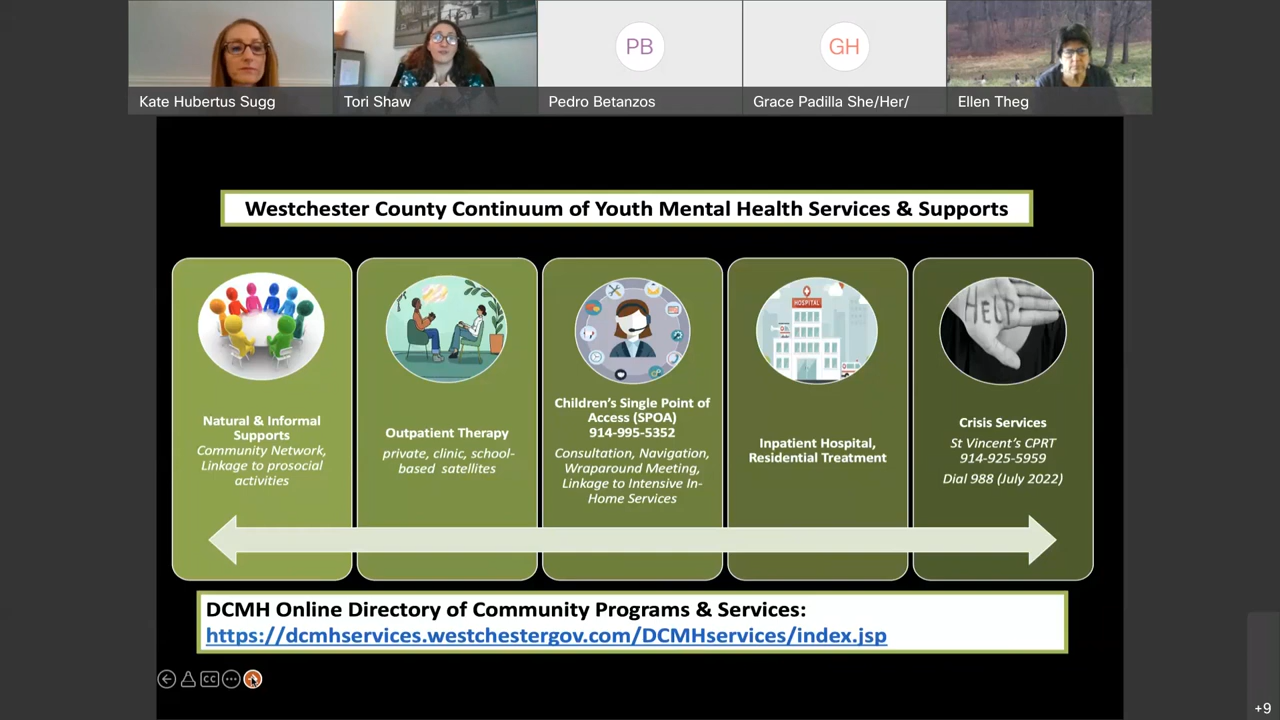 Kate Hubertus Sugg
Tori Shaw
PB
Pedro Betanzos
GH
Grace Padilla She/Her/
Ellen Theg
Westchester County Continuum of Youth Mental Health Services & Supports
Natural & Informal
Supports
Community Network,
Linkage to prosocial
activities
Outpatient Therapy
private, clinic, school-
based satellites
Children's Single Point of
Access (SPOA)
914-995-5352
Consultation, Navigation,
Wraparound Meeting,
Linkage to Intensive In-
Home Services
HOSPITAL
Inpatient Hospital,
Residential Treatment
HELP
Crisis Services
St Vincent's CPRT
914-925-5959
Dial 988 (July 2022)
DCMH Online Directory of Community Programs & Services:
https://dcmhservices.westchestergov.com/DCMHservices/index.jsp
CC
+9